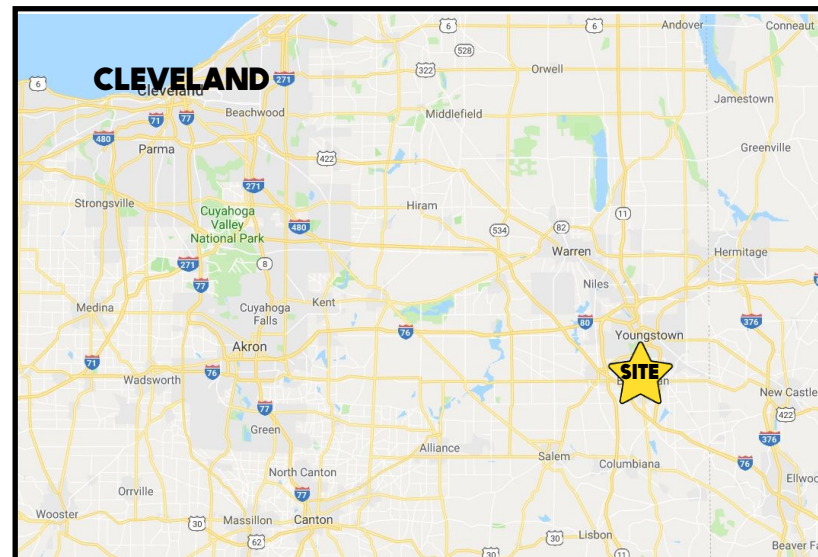 6
6
Andover
Conneaut
528
322
Orwell
CLEVELAND
271
6
Cleveland
Jamestown
Beachwood
Middlefield
71
77
480
Parma
Greenville
422
271
Strongsville
Hiram
Cuyahoga
Valley
National Park
11
82
480
534
Warren
Hermitage
8
271
77
Niles
Medina
Cuyahoga
Falls
Kent
80
376
76
Youngstown
Akron
71
76
SITE
Wadsworth
New Castle
77
422
Green
Alliance
376
Salem
Columbiana
76
North Canton
Ellwo
Orrville
77
Wooster
30
Massillon
Canton
30
Lisbon
62
30
11
Beaver Fa